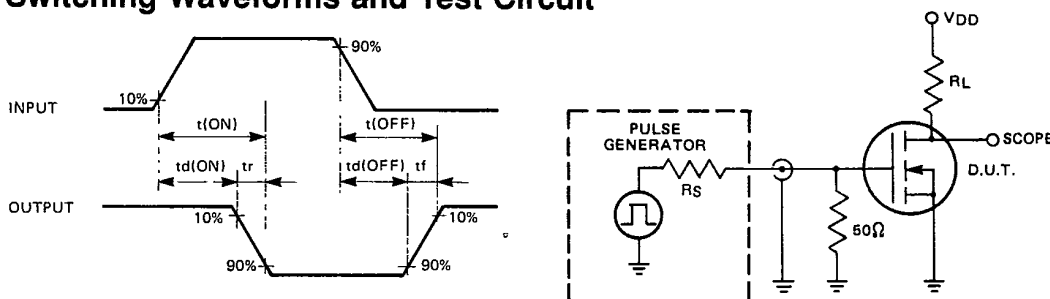 Switching Waveforms and Test Circuit
INPUT
10%
90%
t(ON)
t(OFF)
td(ON)
tr
td(OFF)
tf
OUTPUT
10%
90%
90%
10%
PULSE
GENERATOR
RS
50Ω
VDD
RL
SCOPE
D.U.T.